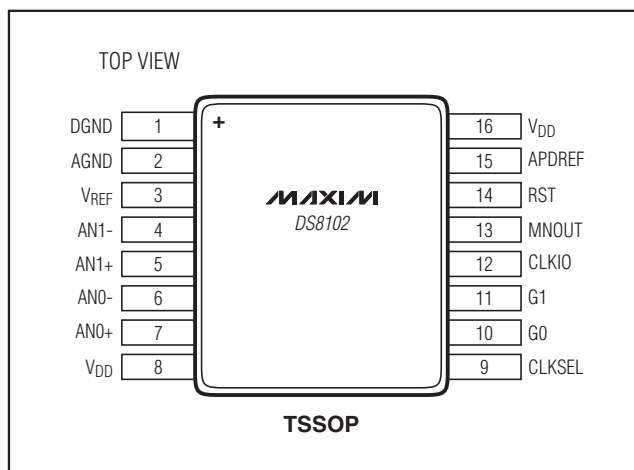 TOP VIEW
DGND 1 + 16 VDD
AGND 2 15 APDREF
VREF 3 MAXIM 14 RST
AN1- 4 DS8102 13 MNOUT
AN1+ 5 12 CLKIO
AN0- 6 11 G1
AN0+ 7 10 G0
VDD 8 9 CLKSEL
TSSOP